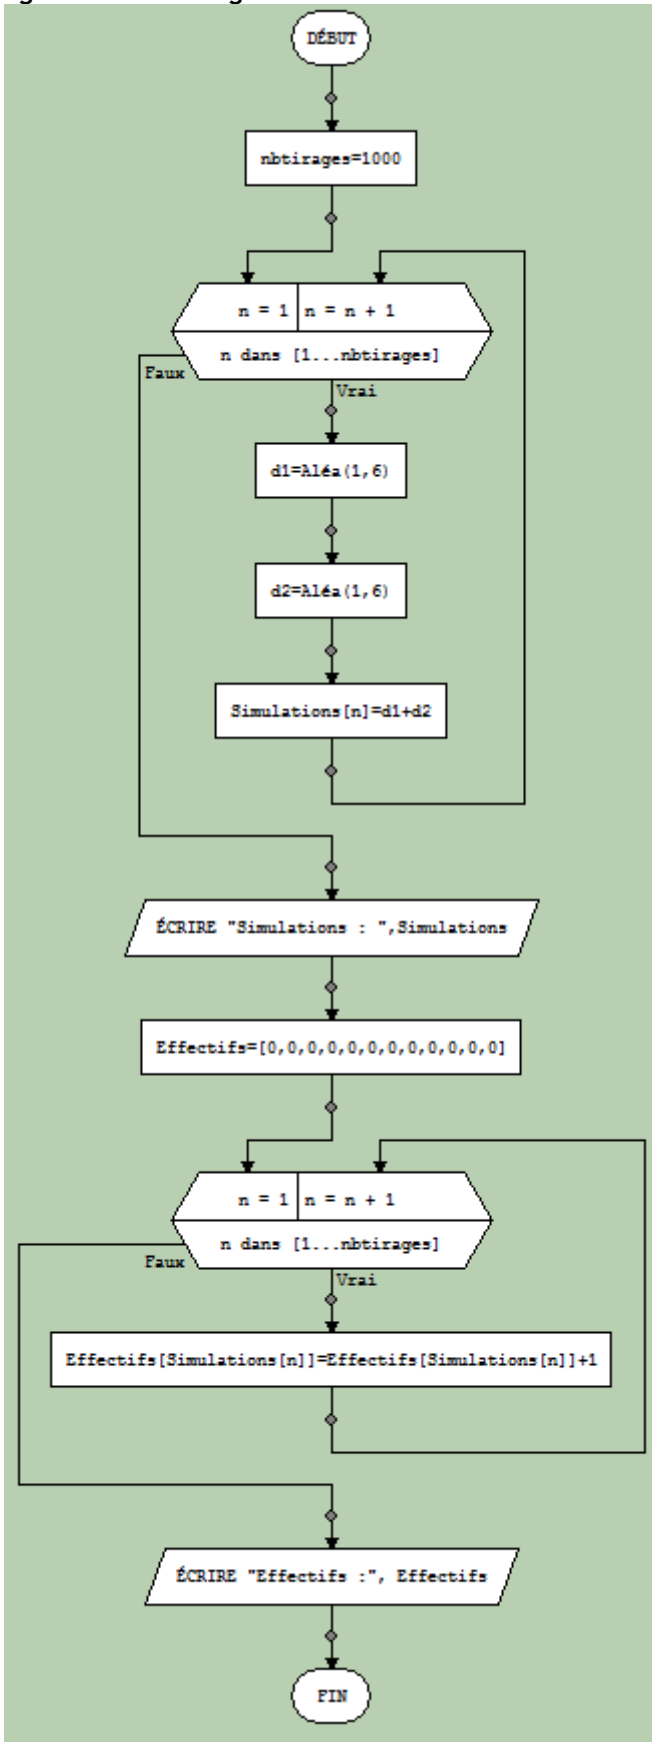 DÉBUT
nbtirages=1000
n = 1 n = n + 1
n dans [1...nbtirages]
Faux
Vrai
d1=Aléa(1,6)
d2=Aléa(1,6)
Simulations[n]=d1+d2
ÉCRIRE "Simulations : ",Simulations
Effectifs=[0,0,0,0,0,0,0,0,0,0,0,0]
n = 1 n = n + 1
n dans [1...nbtirages]
Faux
Vrai
Effectifs[Simulations[n]]=Effectifs[Simulations[n]]+1
ÉCRIRE "Effectifs :", Effectifs
FIN